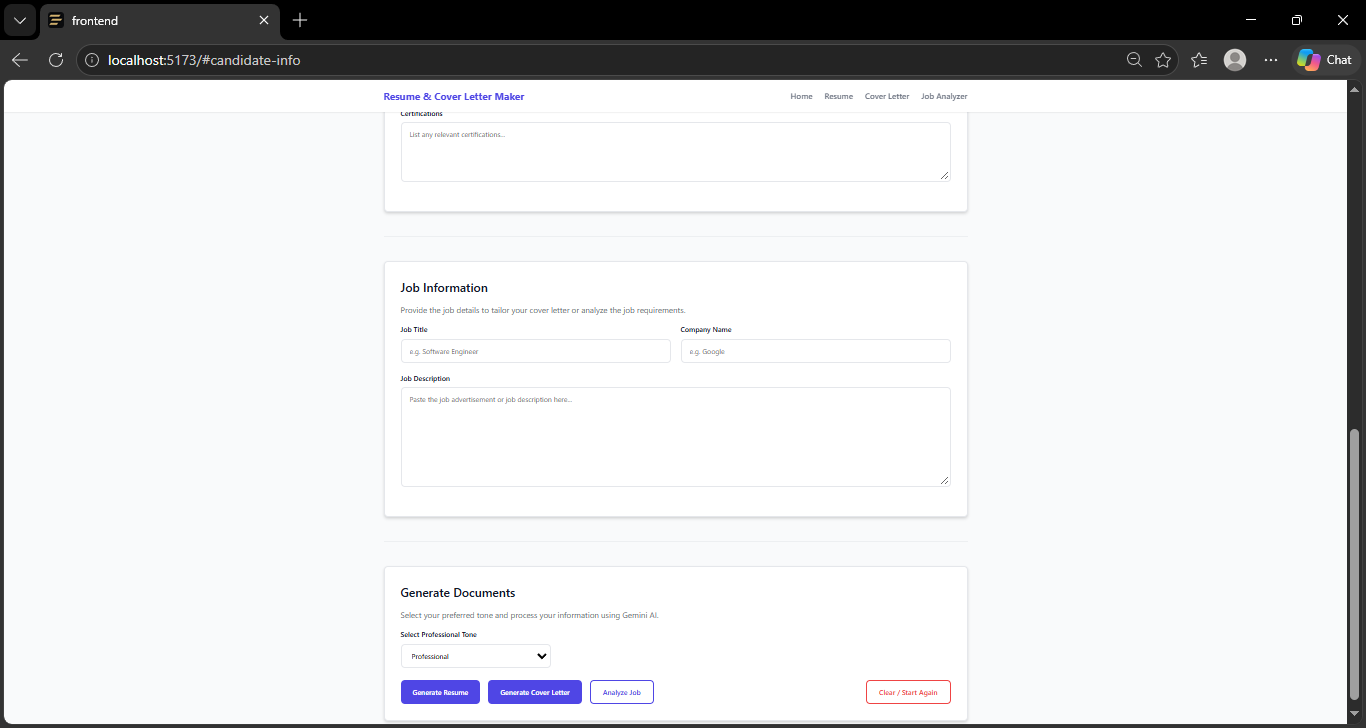 frontend
localhost:5173/#candidate-info
Chat
Resume & Cover Letter Maker
Home Resume Cover Letter Job Analyzer
Certifications
List any relevant certifications...
Job Information
Provide the job details to tailor your cover letter or analyze the job requirements.
Job Title Company Name
e.g. Software Engineer e.g. Google
Job Description
Paste the job advertisement or job description here...
Generate Documents
Select your preferred tone and process your information using Gemini AI.
Select Professional Tone
Professional
Generate Resume Generate Cover Letter Analyze Job Clear / Start Again